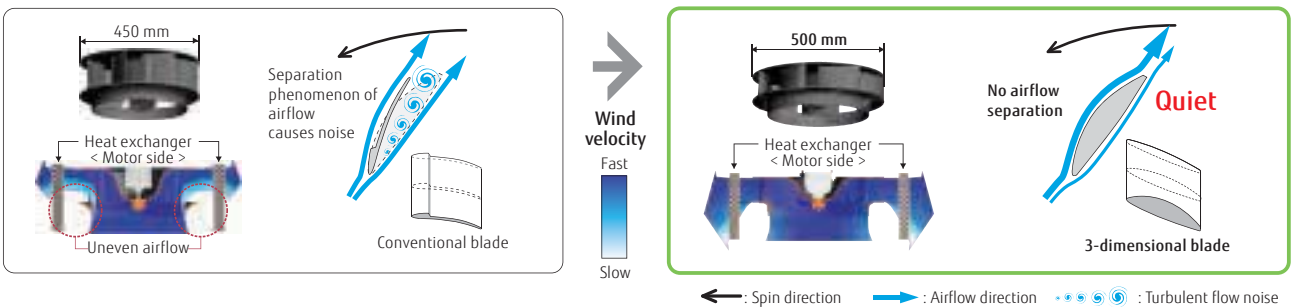 450 mm
Separation
phenomenon of
airflow
causes noise
Heat exchanger
< Motor side >
Uneven airflow
Conventional blade
Wind
velocity
Fast
Slow
500 mm
No airflow
separation
Quiet
Heat exchanger
< Motor side >
3-dimensional blade
: Spin direction
: Airflow direction
: Turbulent flow noise